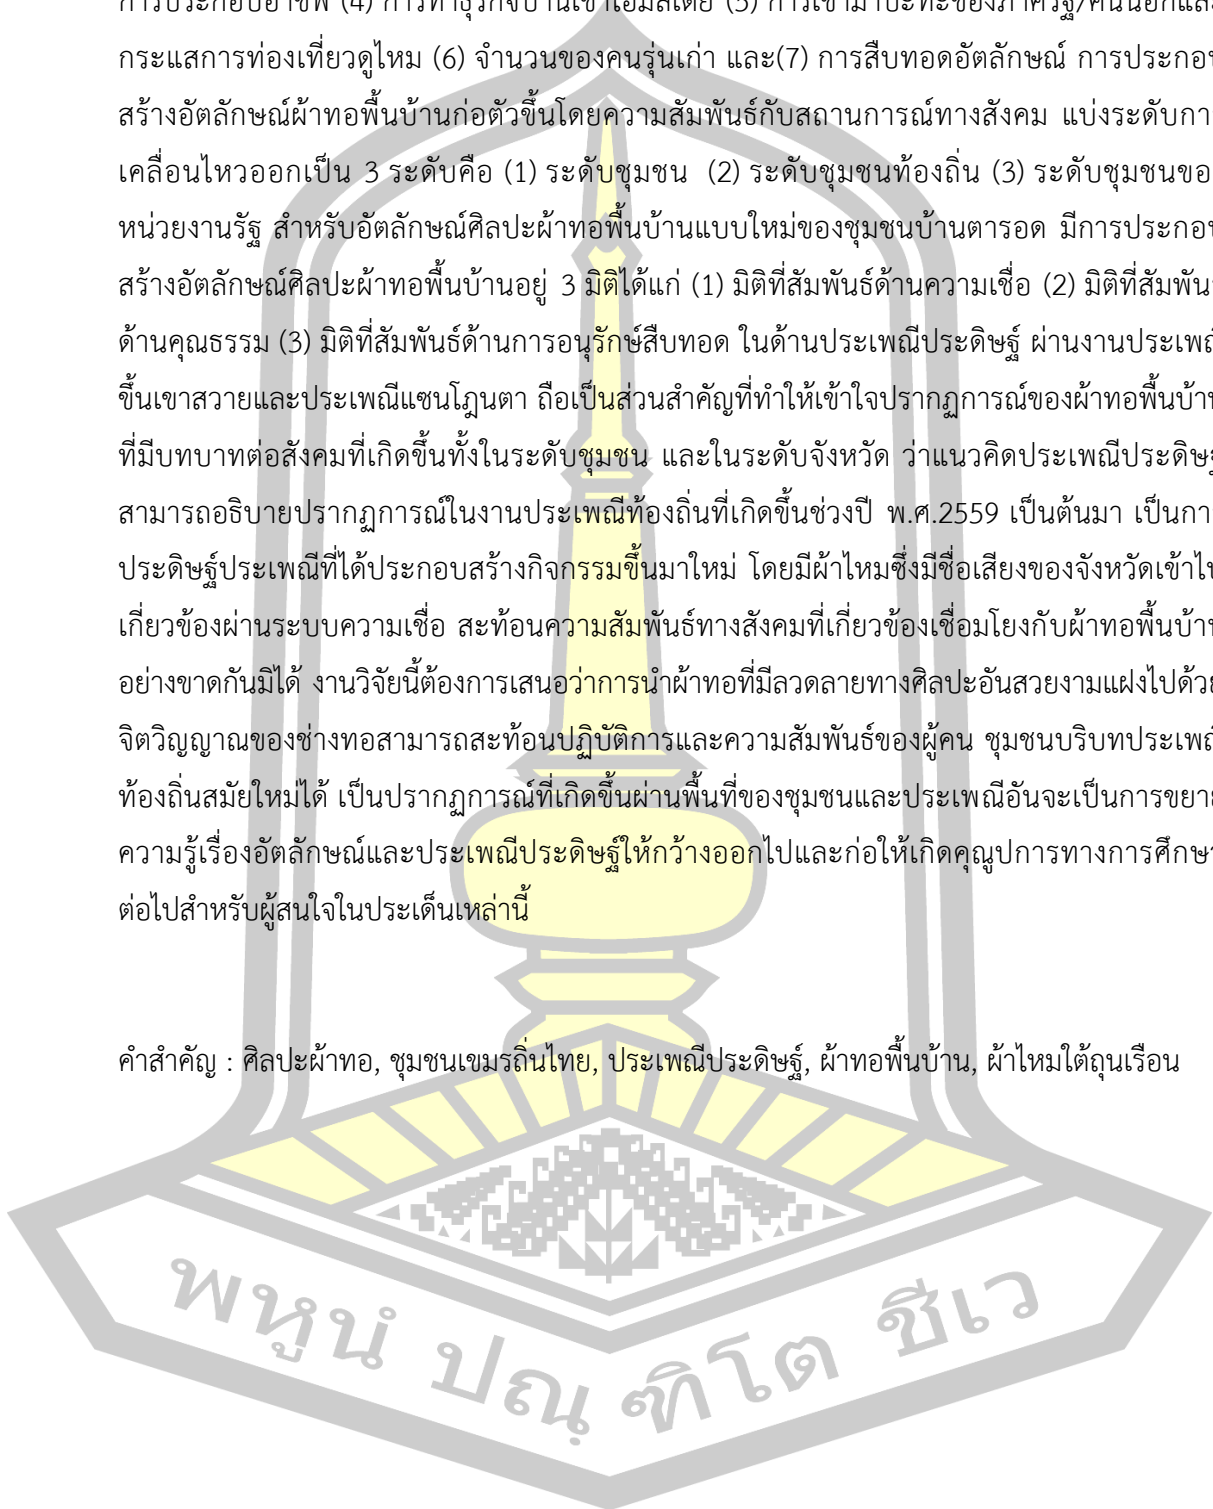 การประกอบอาชีพ (4) การทำธุรกิจบ้านเช่าเอมสเตย์ (5) การเข้ามาปะทะของภาครัฐ/คนนอกและ
กระแสการท่องเที่ยวดูไหม (6) จำนวนของคนรุ่นเก่า และ(7) การสืบทอดอัตลักษณ์ การประกอบ
สร้างอัตลักษณ์ผ้าทอพื้นบ้านก่อตัวขึ้นโดยความสัมพันธ์กับสถานการณ์ทางสังคม แบ่งระดับการ
เคลื่อนไหวออกเป็น 3 ระดับคือ (1) ระดับชุมชน (2) ระดับชุมชนท้องถิ่น (3) ระดับชุมชนของ
หน่วยงานรัฐ สำหรับอัตลักษณ์ศิลปะผ้าทอพื้นบ้านแบบใหม่ของชุมชนบ้านตารอด มีการประกอบ
สร้างอัตลักษณ์ศิลปะผ้าทอพื้นบ้านอยู่ 3 มิติได้แก่ (1) มิติที่สัมพันธ์ด้านความเชื่อ (2) มิติที่สัมพันธ์
ด้านคุณธรรม (3) มิติที่สัมพันธ์ด้านการอนุรักษ์สืบทอด ในด้านประเพณีประดิษฐ์ ผ่านงานประเพณี
ขึ้นเขาสวายและประเพณีแซนโฎนตา ถือเป็นส่วนสำคัญที่ทำให้เข้าใจปรากฏการณ์ของผ้าทอพื้นบ้าน
ที่มีบทบาทต่อสังคมที่เกิดขึ้นทั้งในระดับชุมชน และในระดับจังหวัด ว่าแนวคิดประเพณีประดิษฐ์
สามารถอธิบายปรากฏการณ์ในงานประเพณีท้องถิ่นที่เกิดขึ้นช่วงปี พ.ศ.2559 เป็นต้นมา เป็นการ
ประดิษฐ์ประเพณีที่ได้ประกอบสร้างกิจกรรมขึ้นมาใหม่ โดยมีผ้าไหมซึ่งมีชื่อเสียงของจังหวัดเข้าไป
เกี่ยวข้องผ่านระบบความเชื่อ สะท้อนความสัมพันธ์ทางสังคมที่เกี่ยวข้องเชื่อมโยงกับผ้าทอพื้นบ้าน
อย่างขาดกันมิได้ งานวิจัยนี้ต้องการเสนอว่าการนำผ้าทอที่มีลวดลายทางศิลปะอันสวยงามแฝงไปด้วย
จิตวิญญาณของช่างทอสามารถสะท้อนปฏิบัติการและความสัมพันธ์ของผู้คน ชุมชนบริบทประเพณี
ท้องถิ่นสมัยใหม่ได้ เป็นปรากฏการณ์ที่เกิดขึ้นผ่านพื้นที่ของชุมชนและประเพณีอันจะเป็นการขยาย
ความรู้เรื่องอัตลักษณ์และประเพณีประดิษฐ์ให้กว้างออกไปและก่อให้เกิดคุณูปการทางการศึกษา
ต่อไปสำหรับผู้สนใจในประเด็นเหล่านี้
คำสำคัญ : ศิลปะผ้าทอ, ชุมชนเขมรถิ่นไทย, ประเพณีประดิษฐ์, ผ้าทอพื้นบ้าน, ผ้าไหมใต้ถุนเรือน
พหูนํ ปณฺฑิโต ชีเว